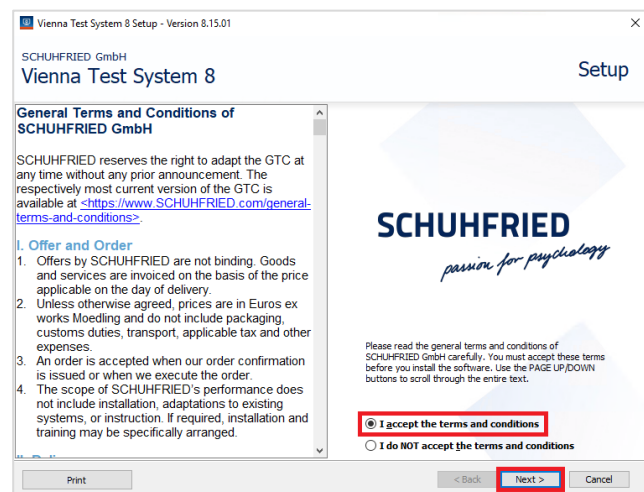 Vienna Test System 8 Setup - Version 8.15.01
SCHUHFRIED GmbH
Vienna Test System 8
Setup
General Terms and Conditions of
SCHUHFRIED GmbH
SCHUHFRIED reserves the right to adapt the GTC at
any time without any prior announcement. The
respectively most current version of the GTC is
available at <https://www.SCHUHFRIED.com/general-
terms-and-conditions>.
I. Offer and Order
1. Offers by SCHUHFRIED are not binding. Goods
and services are invoiced on the basis of the price
applicable on the day of delivery.
2. Unless otherwise agreed, prices are in Euros ex
works Moedling and do not include packaging,
customs duties, transport, applicable tax and other
expenses.
3. An order is accepted when our order confirmation
is issued or when we execute the order.
4. The scope of SCHUHFRIED's performance does
not include installation, adaptations to existing
systems, or instruction. If required, installation and
training may be specifically arranged.
SCHUHFRIED
passion for psychology
Please read the general terms and conditions of
SCHUHFRIED GmbH carefully. You must accept these terms
before you install the software. Use the PAGE UP/DOWN
buttons to scroll through the entire text.
I accept the terms and conditions
I do NOT accept the terms and conditions
Print
< Back
Next >
Cancel